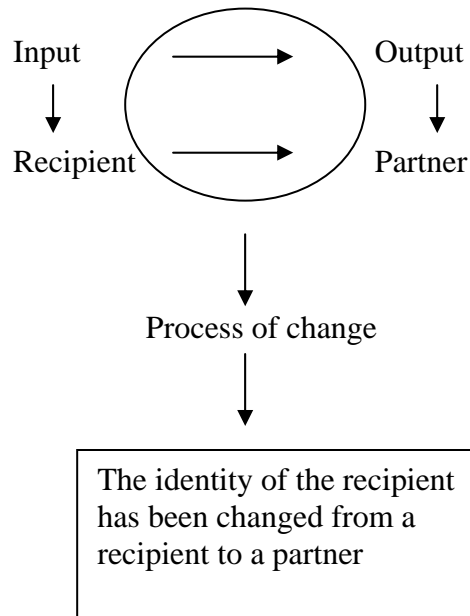 Input Output
Recipient Partner
Process of change
The identity of the recipient
has been changed from a
recipient to a partner